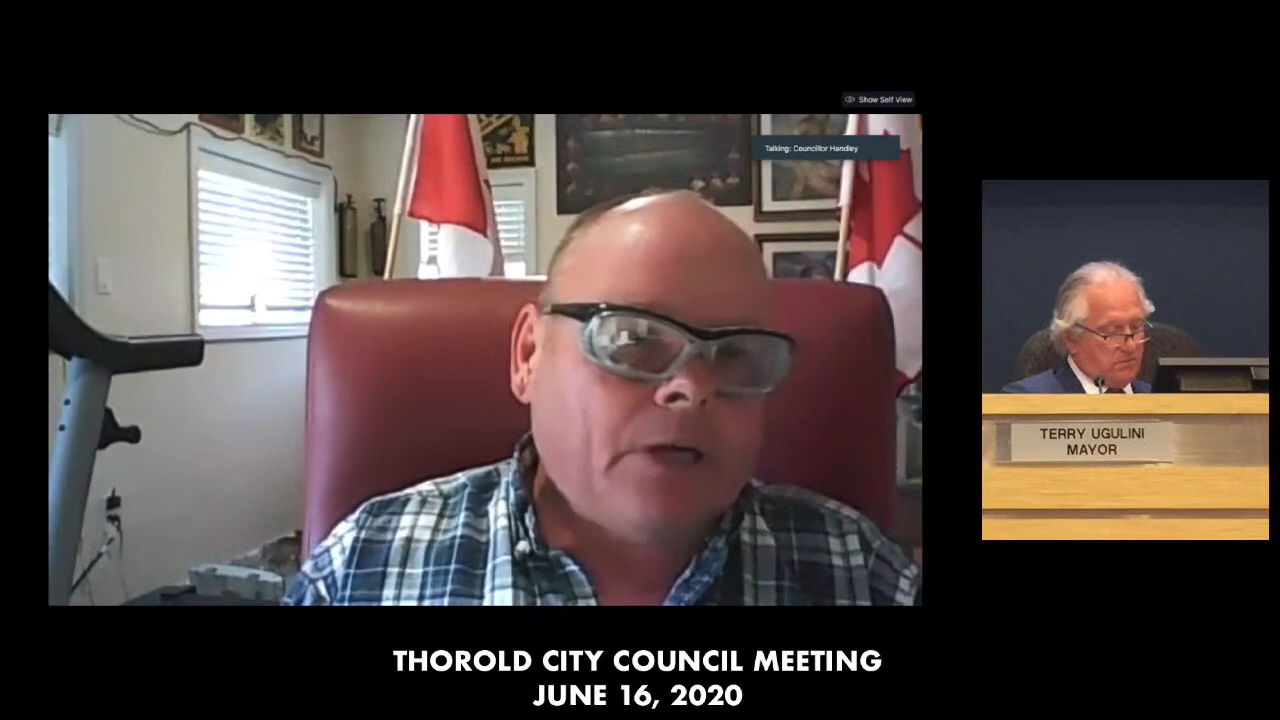 Show Self View
Talking: Councillor Handley
TERRY UGULINI
MAYOR
THOROLD CITY COUNCIL MEETING
JUNE 16, 2020